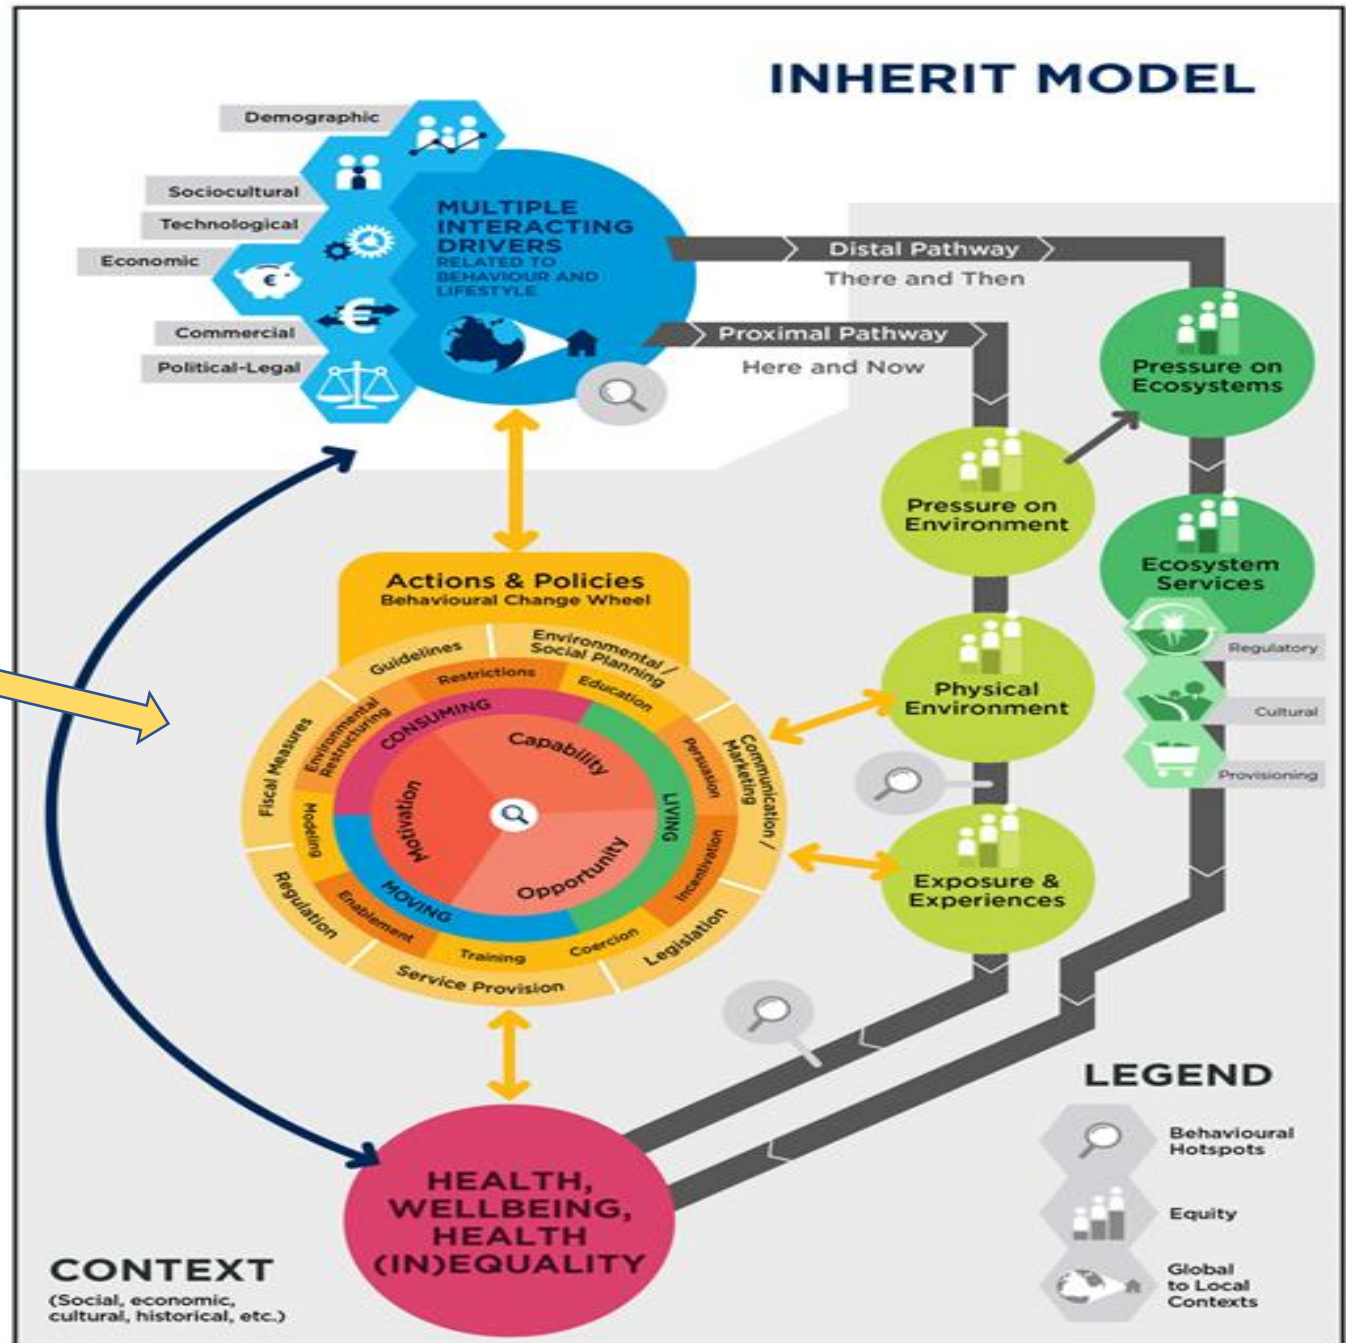 INHERIT MODEL
Demographic
Sociocultural
Technological
Economic
Commercial
Political-Legal
€
€
MULTIPLE
INTERACTING
DRIVERS
RELATED TO
BEHAVIOUR AND
LIFESTYLE
Distal Pathway
There and Then
Proximal Pathway
Here and Now
Pressure on
Ecosystems
Pressure on
Environment
Ecosystem
Services
Regulatory
Cultural
Provisioning
Physical
Environment
Exposure &
Experiences
Actions & Policies
Behavioural Change Wheel
Guidelines
Environmental /
Social Planning
Communication /
Marketing
Legislation
Service Provision
Regulation
Fiscal Measures
Restrictions
Education
Persuasion
Incentivation
Coercion
Training
Enablement
Modeling
Environmental
Restructuring
CONSUMING
LIVING
MOVING
Capability
Opportunity
Motivation
HEALTH,
WELLBEING,
HEALTH
(IN)EQUALITY
CONTEXT
(Social, economic,
cultural, historical, etc.)
LEGEND
Behavioural
Hotspots
Equity
Global
to Local
Contexts